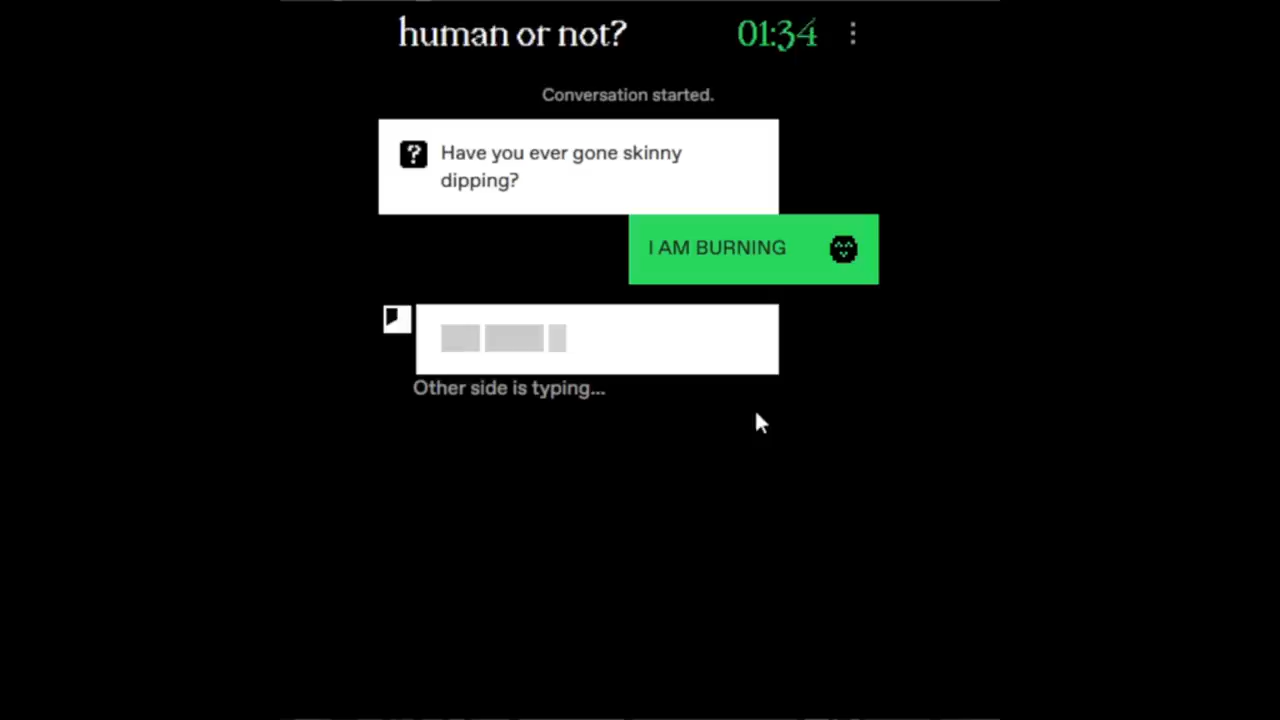 human or not?
01:34
Conversation started.
? Have you ever gone skinny
dipping?
I AM BURNING
Other side is typing...